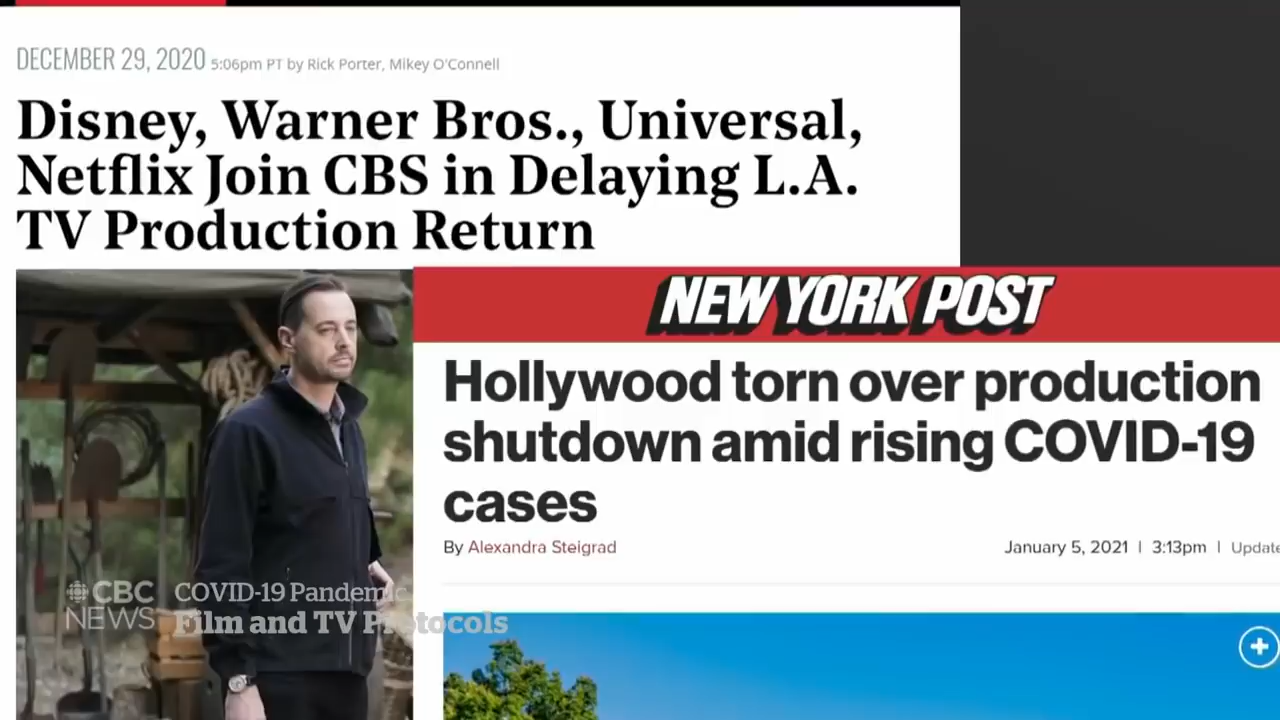 DECEMBER 29, 2020 5:06pm PT by Rick Porter, Mikey O'Connell
Disney, Warner Bros., Universal,
Netflix Join CBS in Delaying L.A.
TV Production Return
NEW YORK POST
Hollywood torn over production
shutdown amid rising COVID-19
cases
By Alexandra Steigrad
January 5, 2021 | 3:13pm | Update
CBC
NEWS
COVID-19 Pandemic
Film and TV Protocols